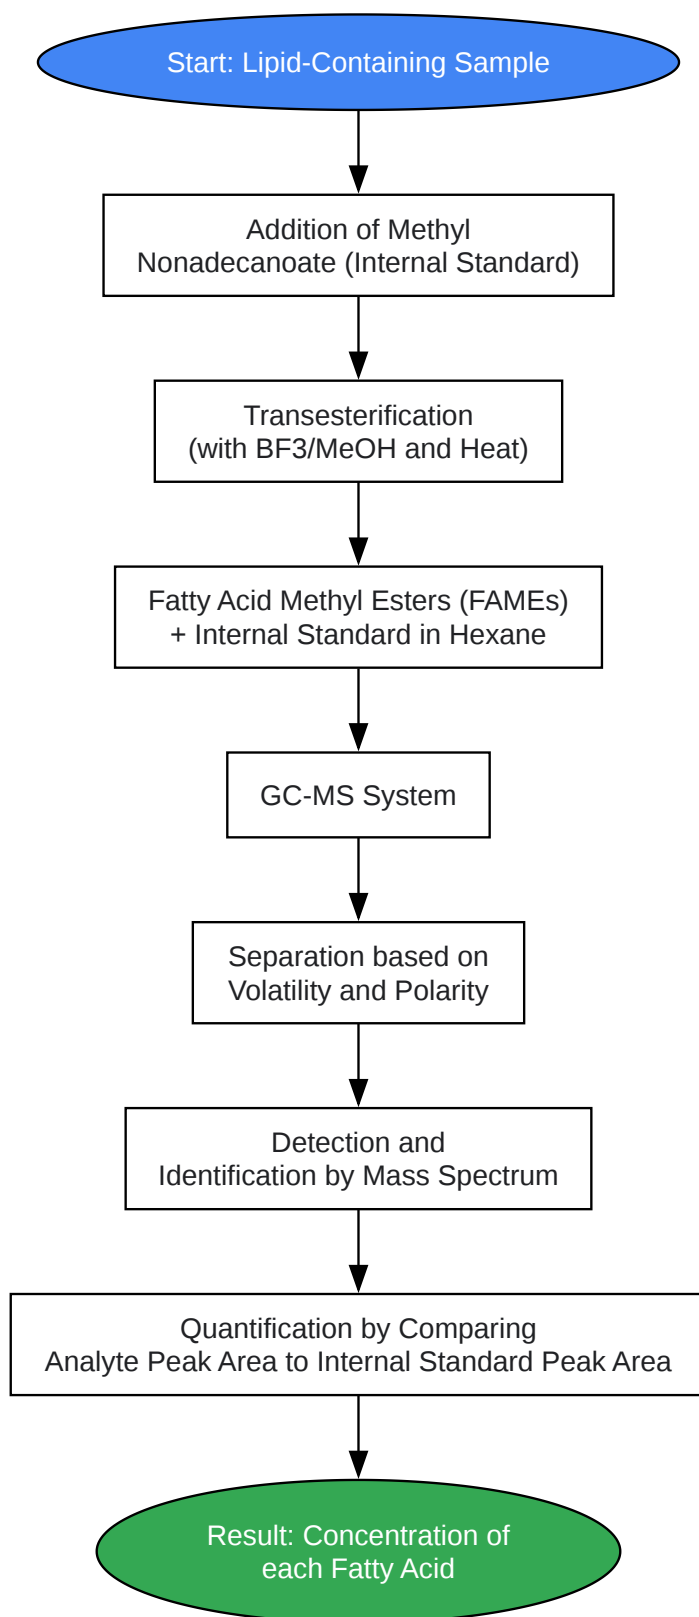 Start: Lipid-Containing Sample
Addition of Methyl
Nonadecanoate (Internal Standard)
Transesterification
(with BF3/MeOH and Heat)
Fatty Acid Methyl Esters (FAMEs)
+ Internal Standard in Hexane
GC-MS System
Separation based on
Volatility and Polarity
Detection and
Identification by Mass Spectrum
Quantification by Comparing
Analyte Peak Area to Internal Standard Peak Area
Result: Concentration of
each Fatty Acid